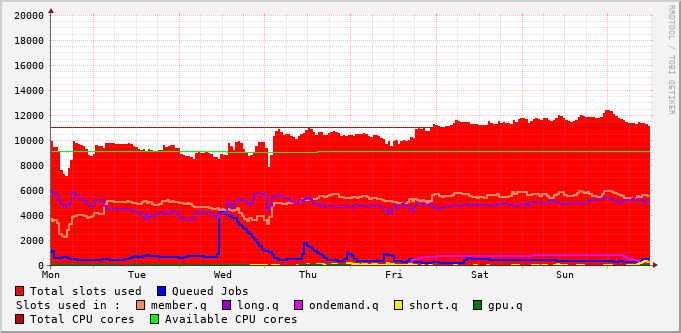 20000
18000
16000
14000
12000
10000
8000
6000
4000
2000
0
Mon Tue Wed Thu Fri Sat Sun
Total slots used Queued Jobs
Slots used in : member.q long.q ondemand.q short.q gpu.q
Total CPU cores Available CPU cores
RRDTOOL / TOBI OETIKER